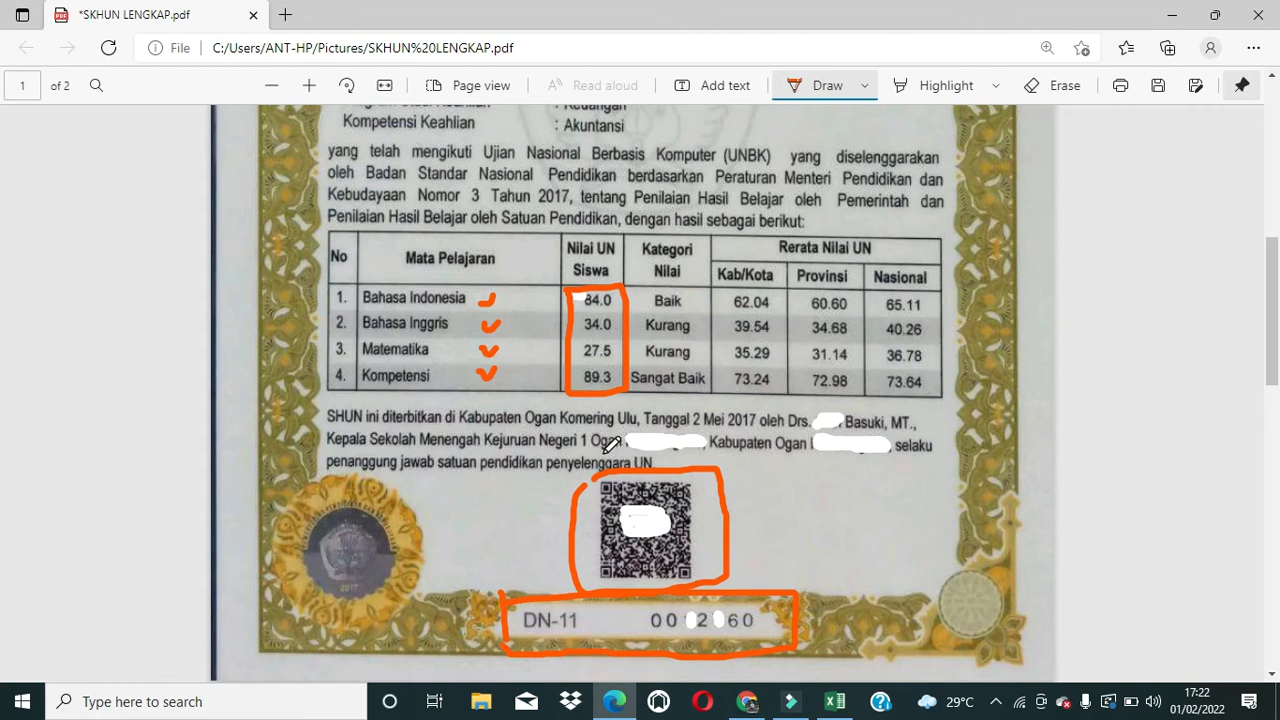 *SKHUN LENGKAP.pdf
File C:/Users/ANT-HP/Pictures/SKHUN%20LENGKAP.pdf
1 of 2 Page view Read aloud Add text Draw Highlight Erase
Kompetensi Keahlian : Akuntansi
yang telah mengikuti Ujian Nasional Berbasis Komputer (UNBK) yang diselenggarakan
oleh Badan Standar Nasional Pendidikan berdasarkan Peraturan Menteri Pendidikan dan
Kebudayaan Nomor 3 Tahun 2017, tentang Penilaian Hasil Belajar oleh Pemerintah dan
Penilaian Hasil Belajar oleh Satuan Pendidikan, dengan hasil sebagai berikut:
No Mata Pelajaran Nilai UN Siswa Kategori Nilai Rerata Nilai UN
Kab/Kota Provinsi Nasional
1. Bahasa Indonesia 84.0 Baik 62.04 60.60 65.11
2. Bahasa Inggris 34.0 Kurang 39.54 34.68 40.26
3. Matematika 27.5 Kurang 35.29 31.14 36.78
4. Kompetensi 89.3 Sangat Baik 73.24 72.98 73.64
SHUN ini diterbitkan di Kabupaten Ogan Komering Ulu, Tanggal 2 Mei 2017 oleh Drs. Basuki, MT.,
Kepala Sekolah Menengah Kejuruan Negeri 1 Ogan , Kabupaten Ogan , selaku
penanggung jawab satuan pendidikan penyelenggara UN.
2017
DN-11 00 2 60
Type here to search 29°C 17:22
01/02/2022